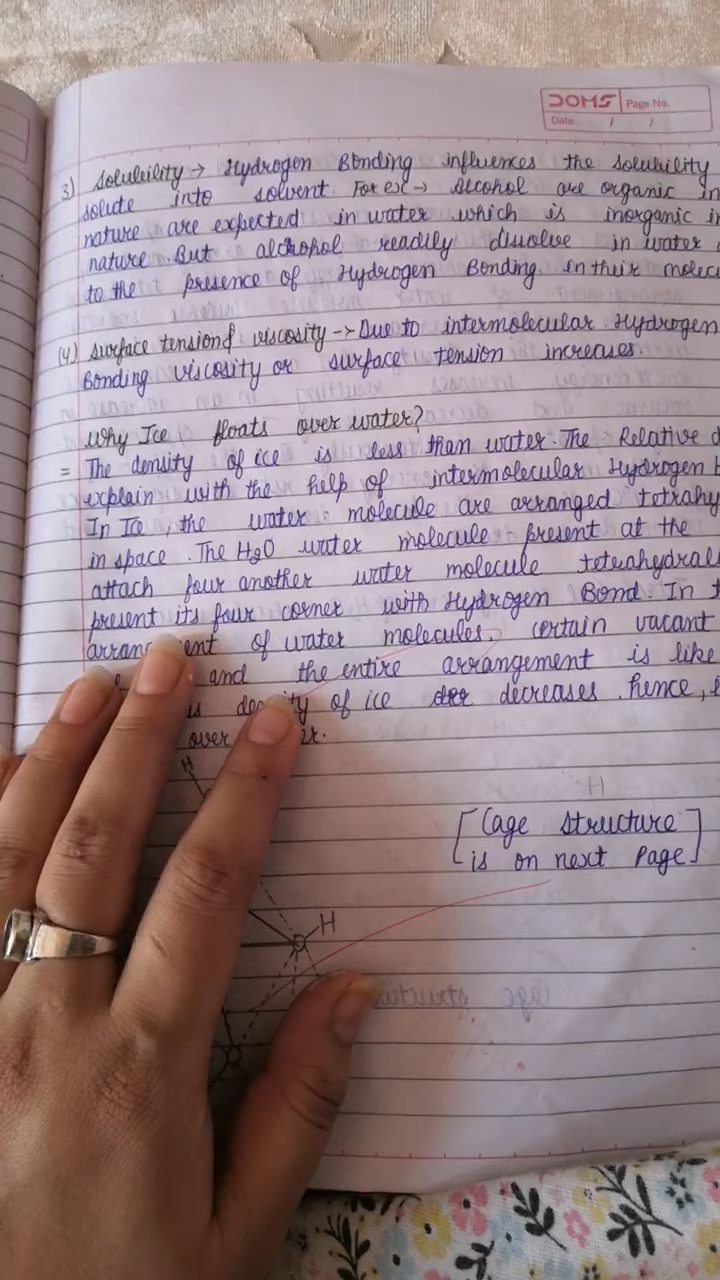 DOMS Page No.
Date / /
3) Solubility → Hydrogen Bonding influences the solubility
solute into solvent. For ex → Alcohol are organic in
nature are expected in water which is inorganic in
nature. But alchohol readily dissolve in water
to the presence of Hydrogen Bonding in their molecu
(4) Surface tension & viscosity → Due to intermolecular Hydrogen
Bonding viscosity or surface tension increases.
Why Ice floats over water?
= The density of ice is less than water. The Relative d
explain with the help of intermolecular Hydrogen b
In Ice, the water molecule are arranged tetrahy
in space. The H2O water molecule present at the
attach four another water molecule tetrahedral
present its four corner with Hydrogen Bond. In t
arrang ent of water molecules, certain vacant
and the entire arrangement is like
is density of ice decreases hence,
over
H
[Cage structure
is on next Page]
H